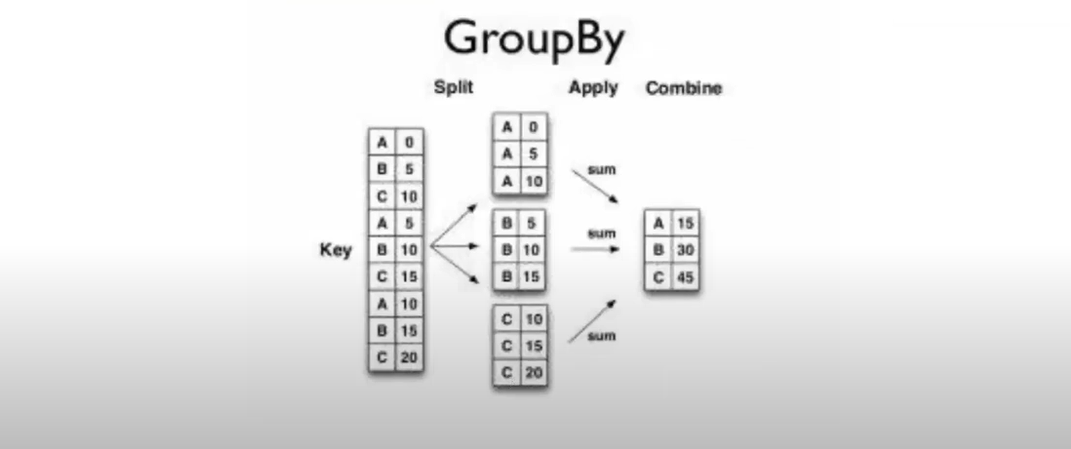 GroupBy
Split Apply Combine
Key
A 0
B 5
C 10
A 5
B 10
C 15
A 10
B 15
C 20
A 0
A 5
A 10
B 5
B 10
B 15
C 10
C 15
C 20
sum
sum
sum
A 15
B 30
C 45